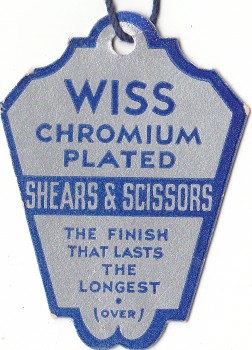 WISS
CHROMIUM
PLATED
SHEARS & SCISSORS
THE FINISH
THAT LASTS
THE
LONGEST
•
(OVER)